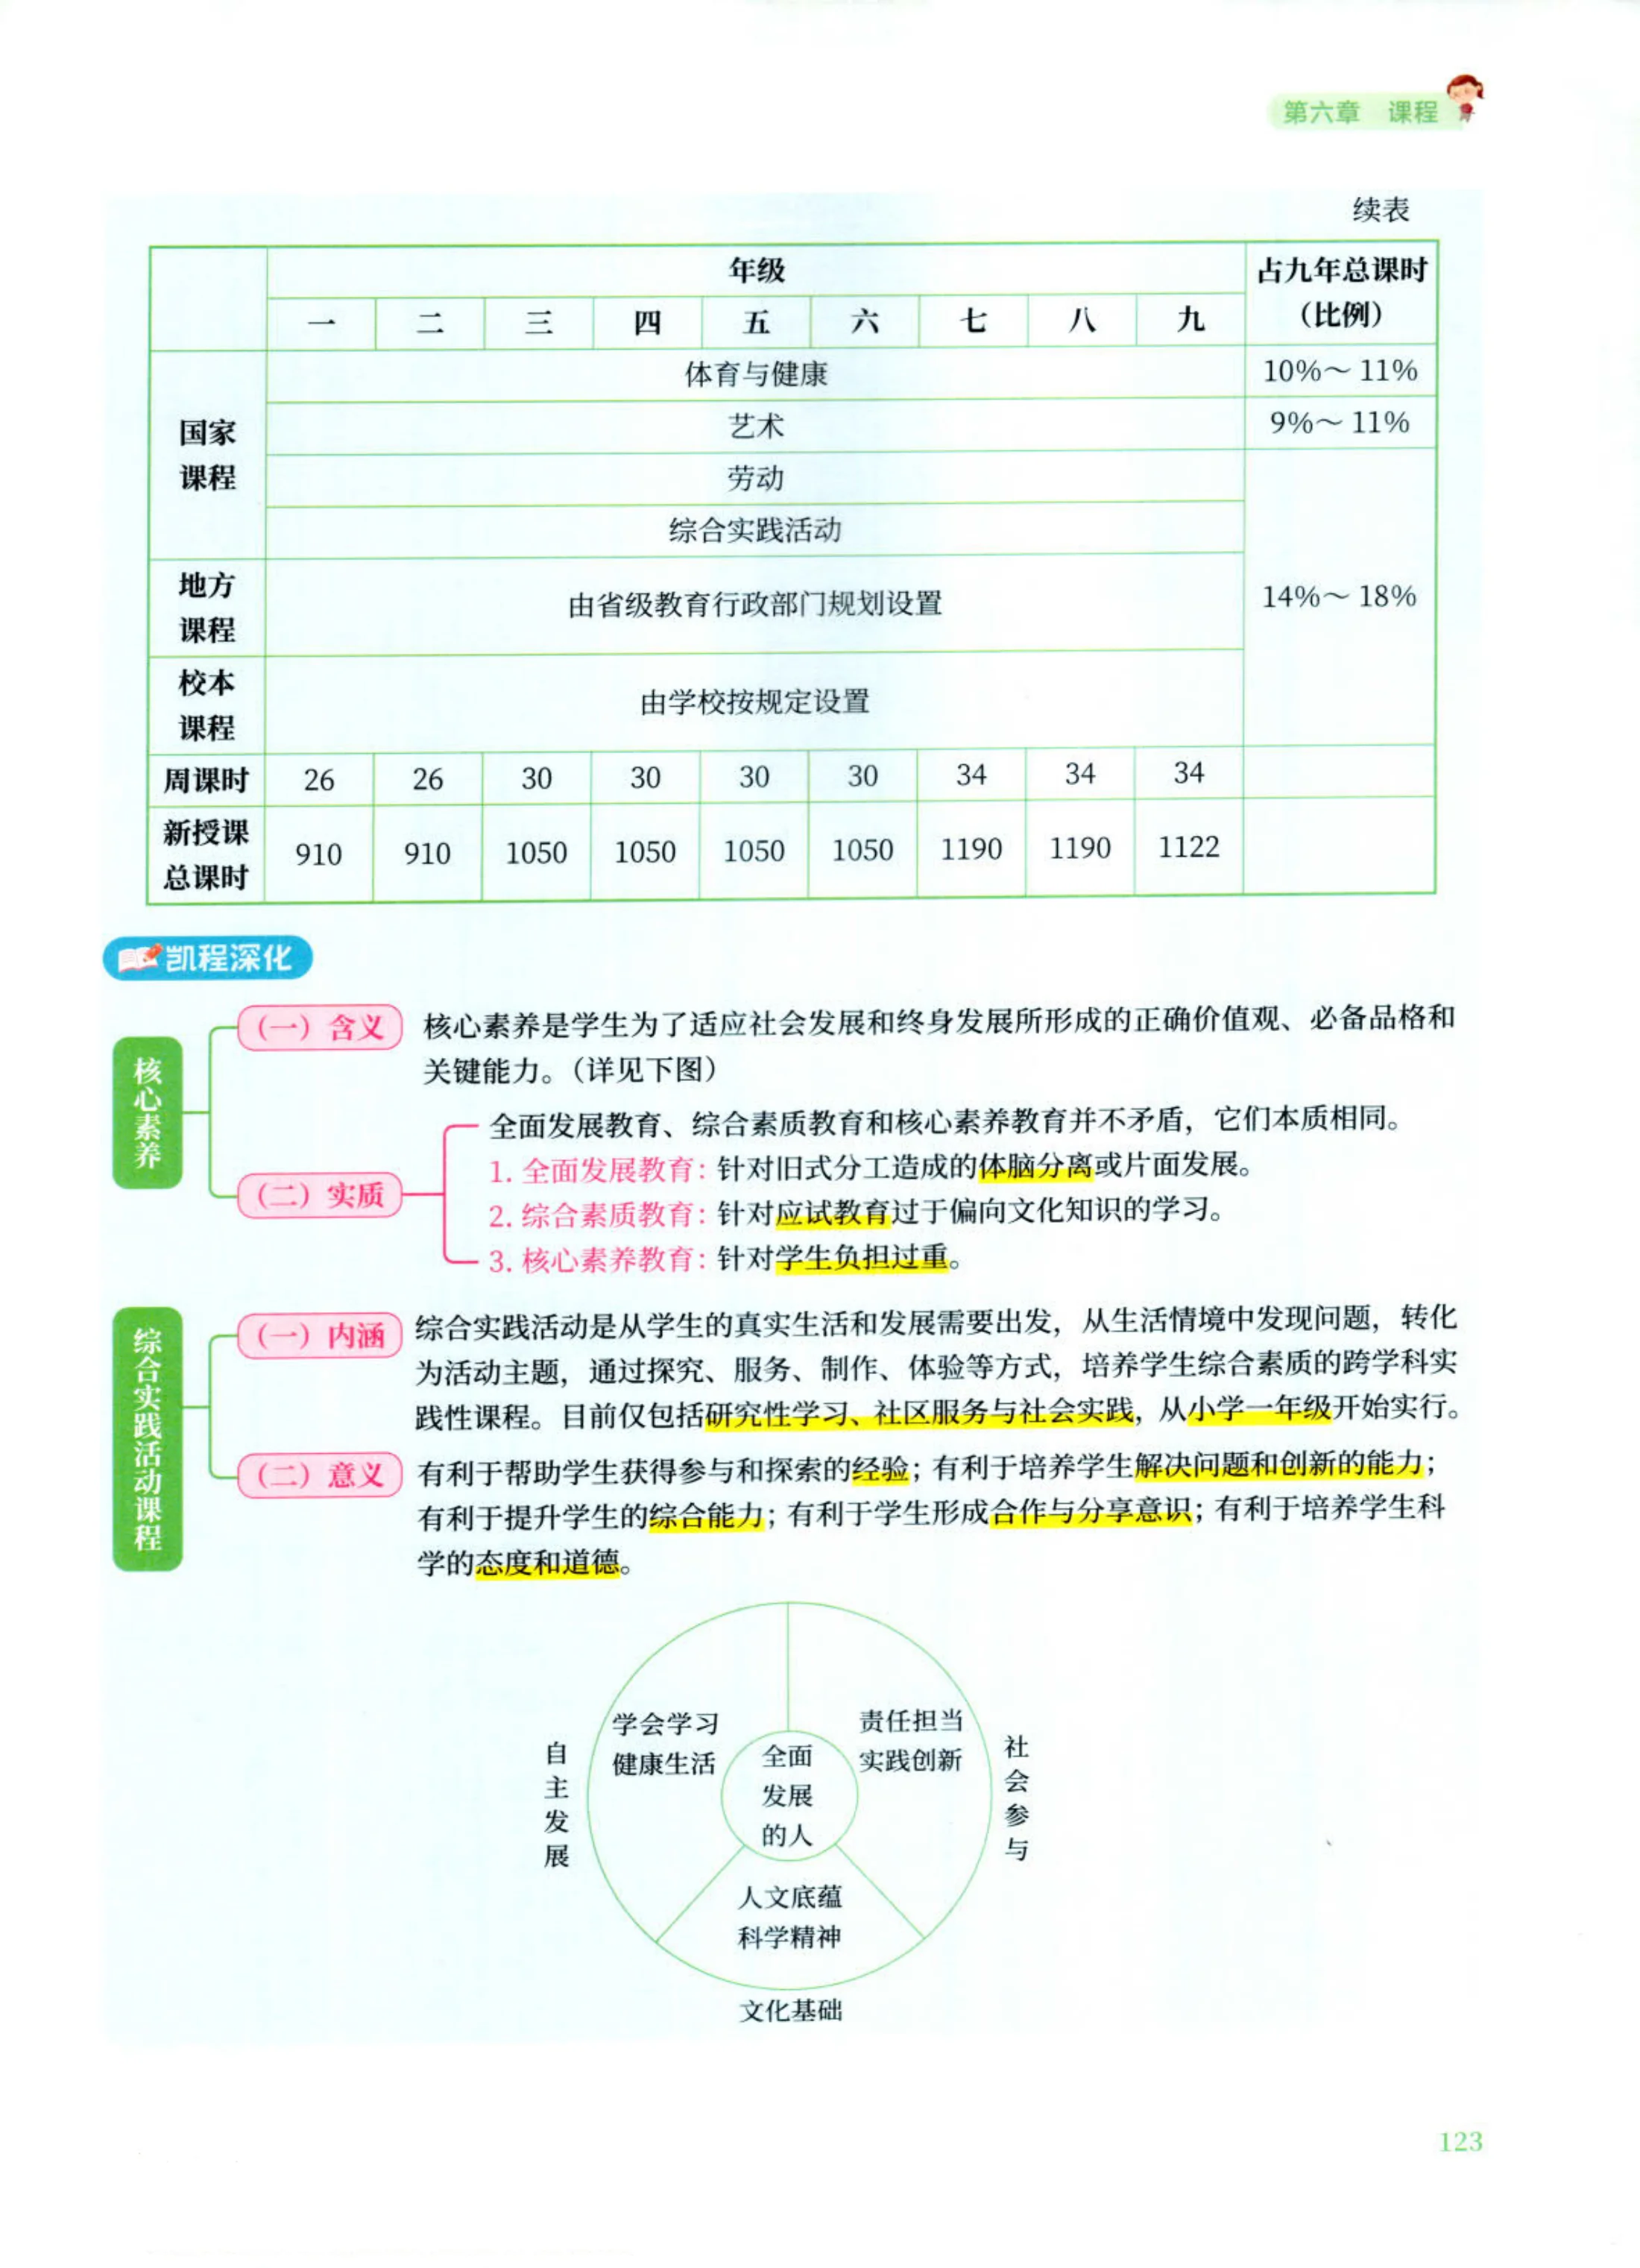 第六章 课程
续表
年级
占九年总课时
（比例）
一 二 三 四 五 六 七 八 九
国家
课程
体育与健康
10%～11%
艺术
9%～11%
劳动
综合实践活动
地方
课程
由省级教育行政部门规划设置
14%～18%
校本
课程
由学校按规定设置
周课时 26 26 30 30 30 30 34 34 34
新授课
总课时
910 910 1050 1050 1050 1050 1190 1190 1122
凯程深化
核心素养
（一）含义
核心素养是学生为了适应社会发展和终身发展所形成的正确价值观、必备品格和
关键能力。（详见下图）
（二）实质
全面发展教育、综合素质教育和核心素养教育并不矛盾，它们本质相同。
1. 全面发展教育：针对旧式分工造成的体脑分离或片面发展。
2. 综合素质教育：针对应试教育过于偏向文化知识的学习。
3. 核心素养教育：针对学生负担过重。
综合实践活动课程
（一）内涵
综合实践活动是从学生的真实生活和发展需要出发，从生活情境中发现问题，转化
为活动主题，通过探究、服务、制作、体验等方式，培养学生综合素质的跨学科实
践性课程。目前仅包括研究性学习、社区服务与社会实践，从小学一年级开始实行。
（二）意义
有利于帮助学生获得参与和探索的经验；有利于培养学生解决问题和创新的能力；
有利于提升学生的综合能力；有利于学生形成合作与分享意识；有利于培养学生科
学的态度和道德。
自主发展
学会学习
健康生活
全面
发展
的人
责任担当
实践创新
社会参与
人文底蕴
科学精神
文化基础
123